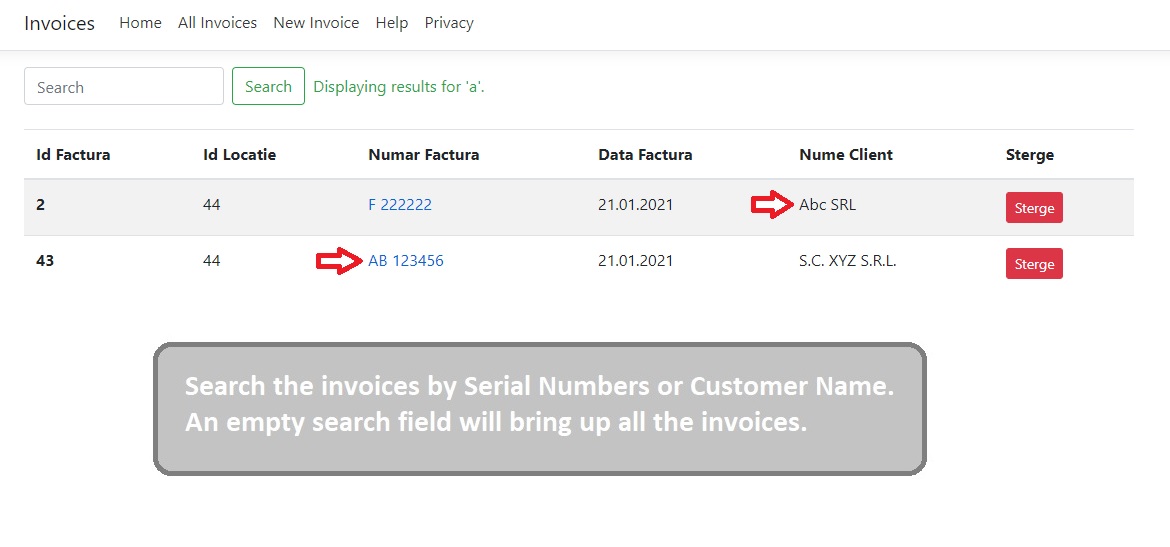 Invoices Home All Invoices New Invoice Help Privacy
Search Search Displaying results for 'a'.
Id Factura Id Locatie Numar Factura Data Factura Nume Client Sterge
2 44 F 222222 21.01.2021 Abc SRL Sterge
43 44 AB 123456 21.01.2021 S.C. XYZ S.R.L. Sterge
Search the invoices by Serial Numbers or Customer Name.
An empty search field will bring up all the invoices.